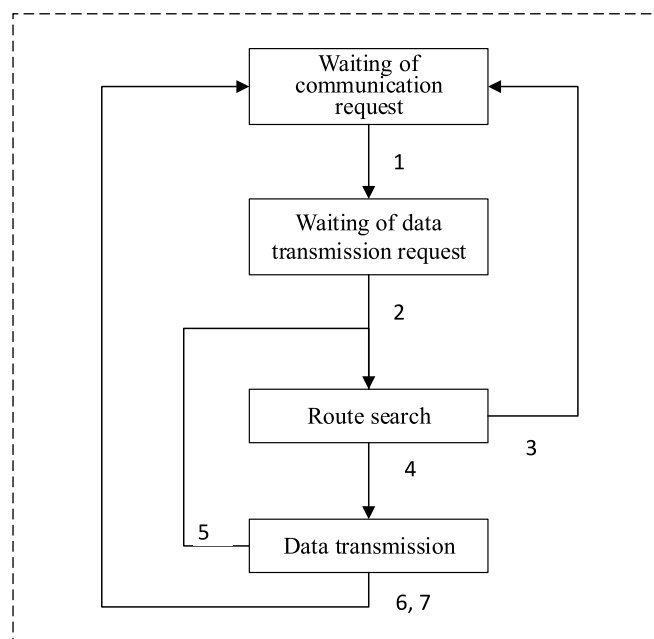 Waiting of
communication
request
1
Waiting of data
transmission request
2
Route search
3
4
5
Data transmission
6, 7